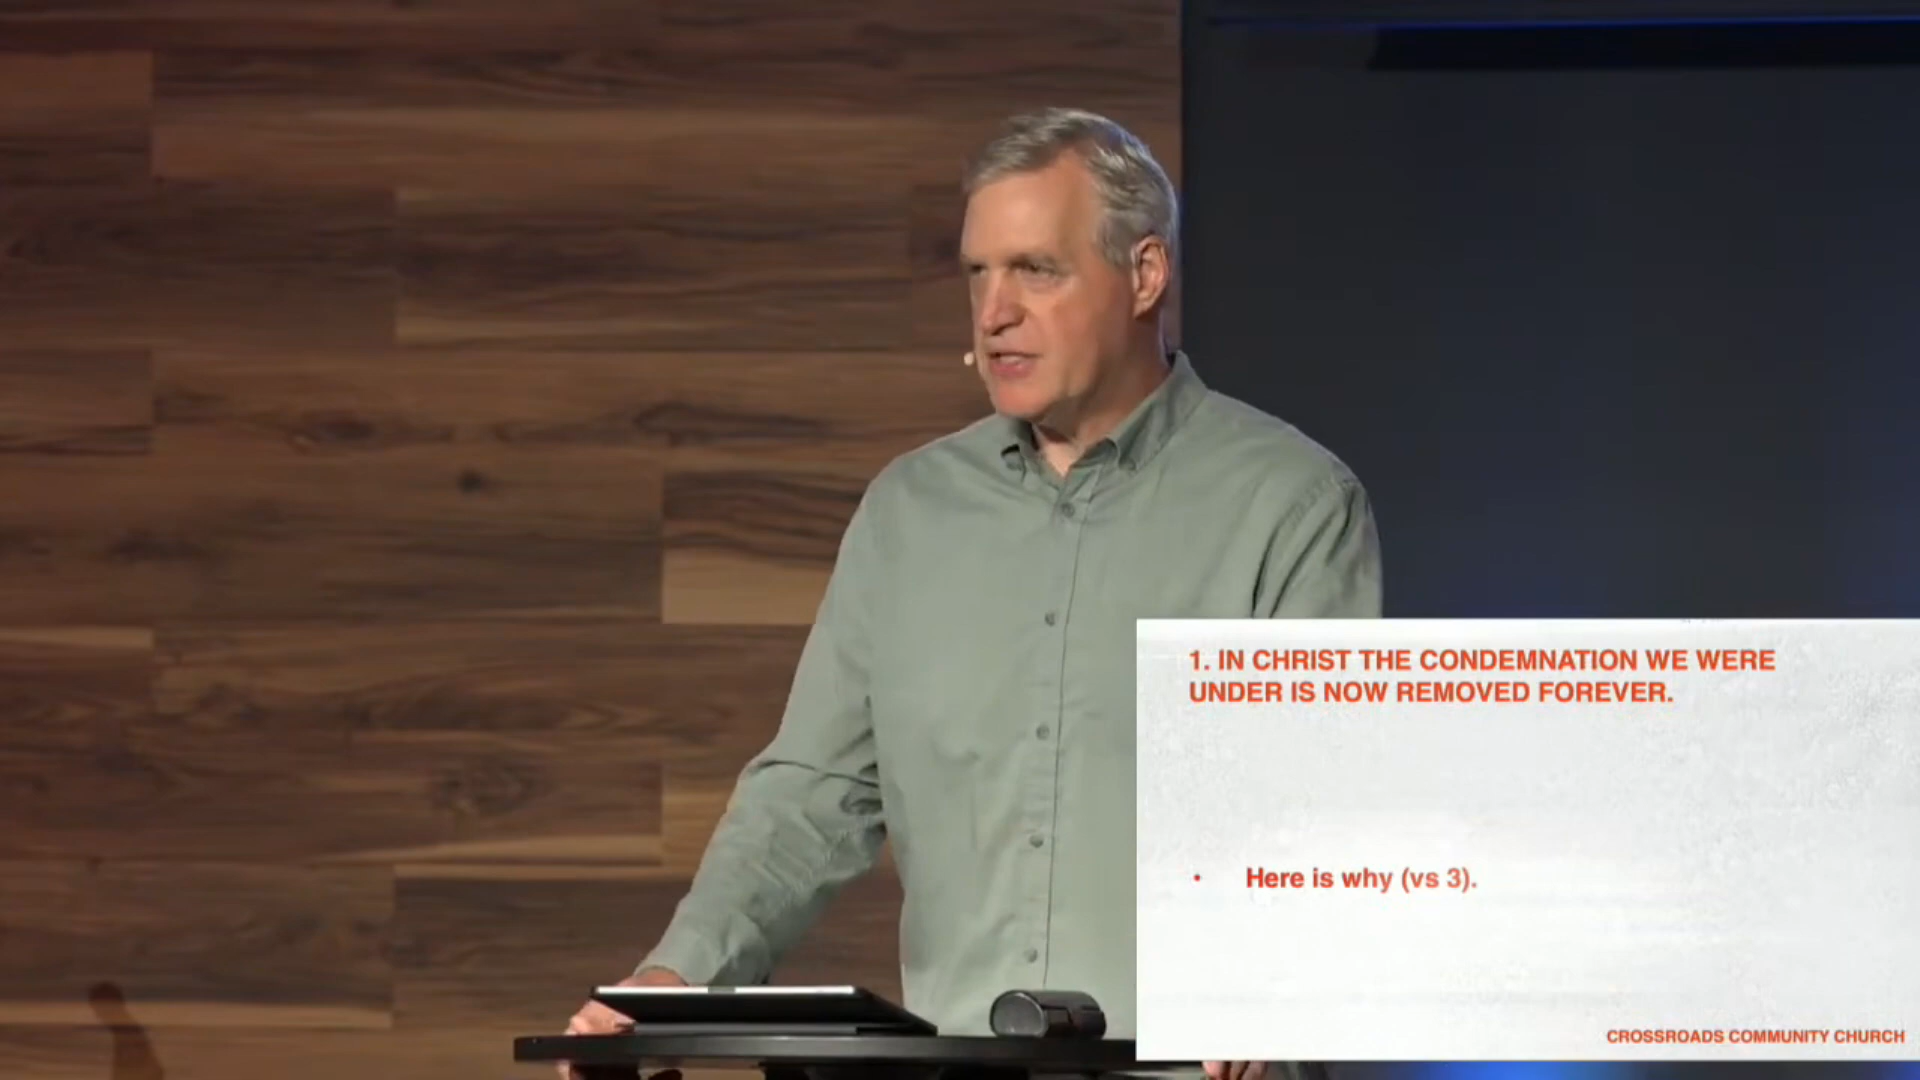 1. IN CHRIST THE CONDEMNATION WE WERE
UNDER IS NOW REMOVED FOREVER.
• Here is why (vs 3).
CROSSROADS COMMUNITY CHURCH